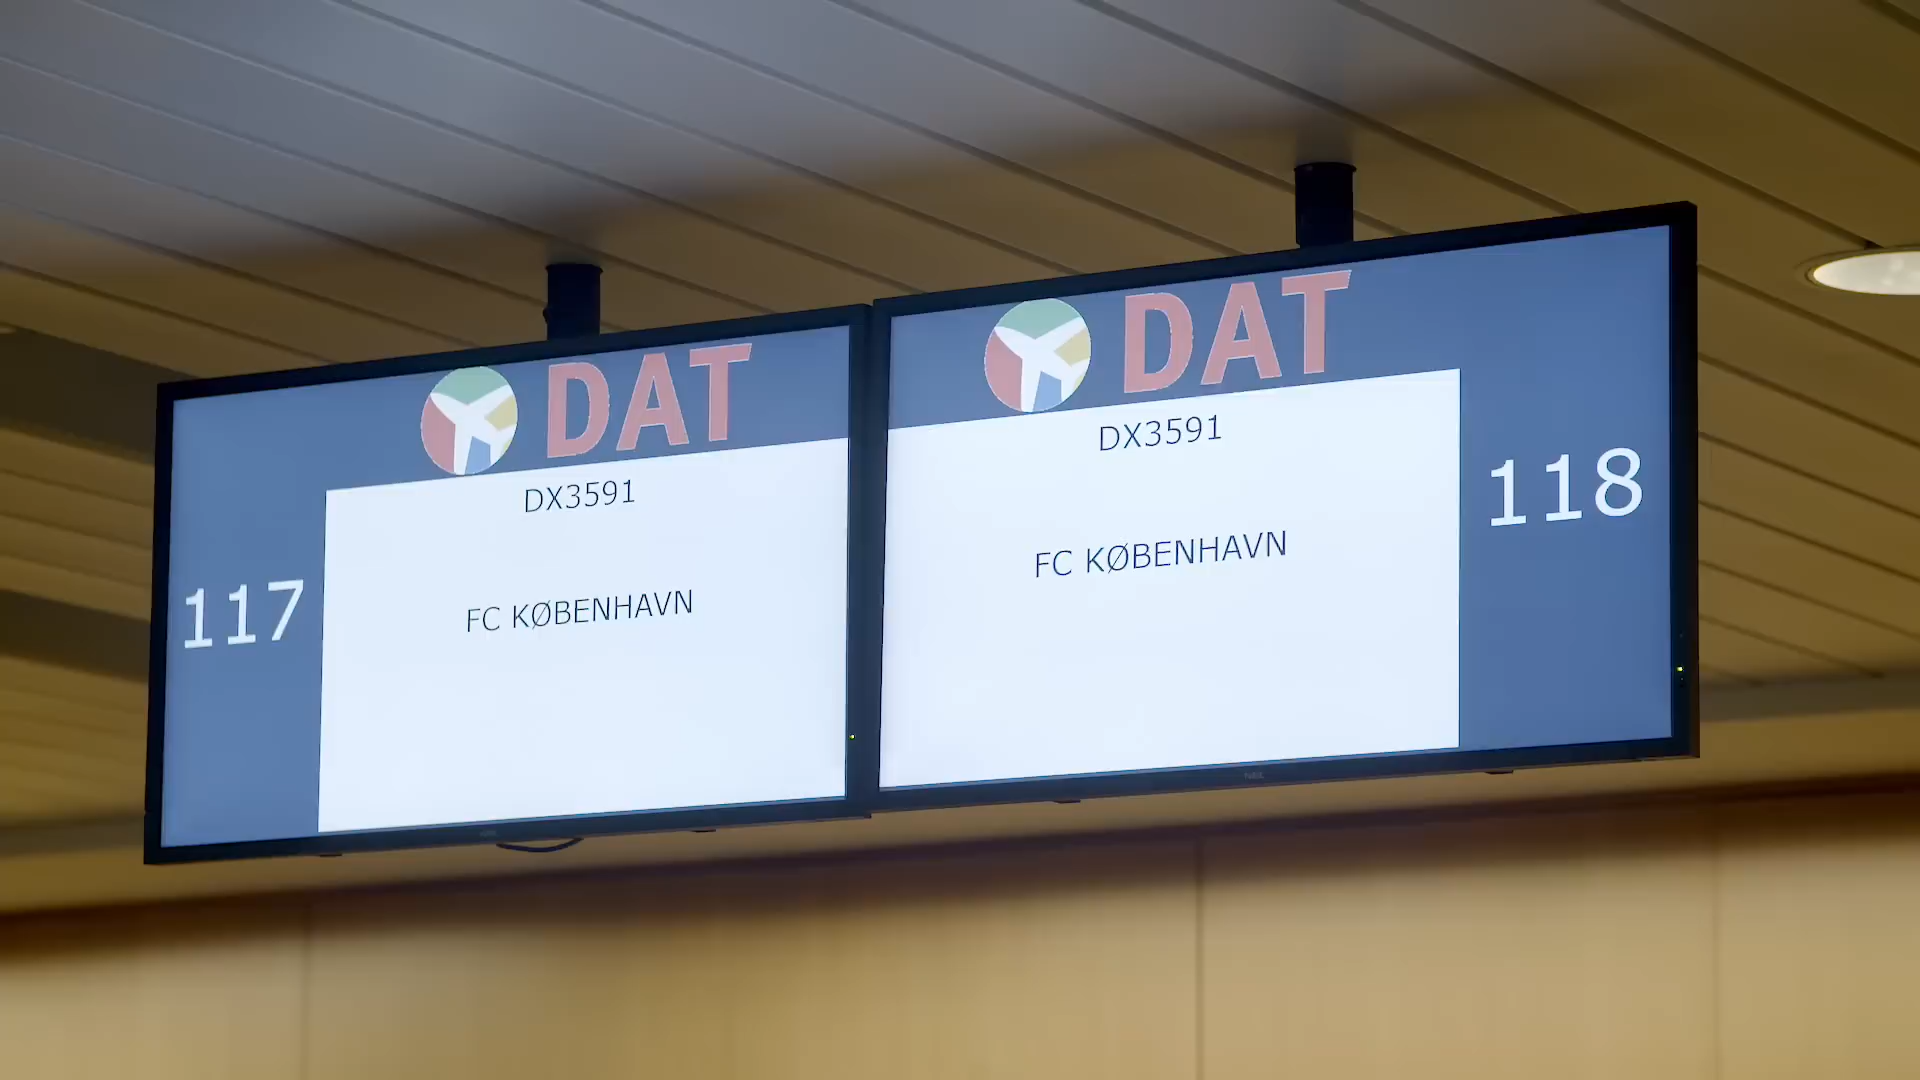 DAT
DX3591
FC KØBENHAVN
117
DAT
DX3591
FC KØBENHAVN
118